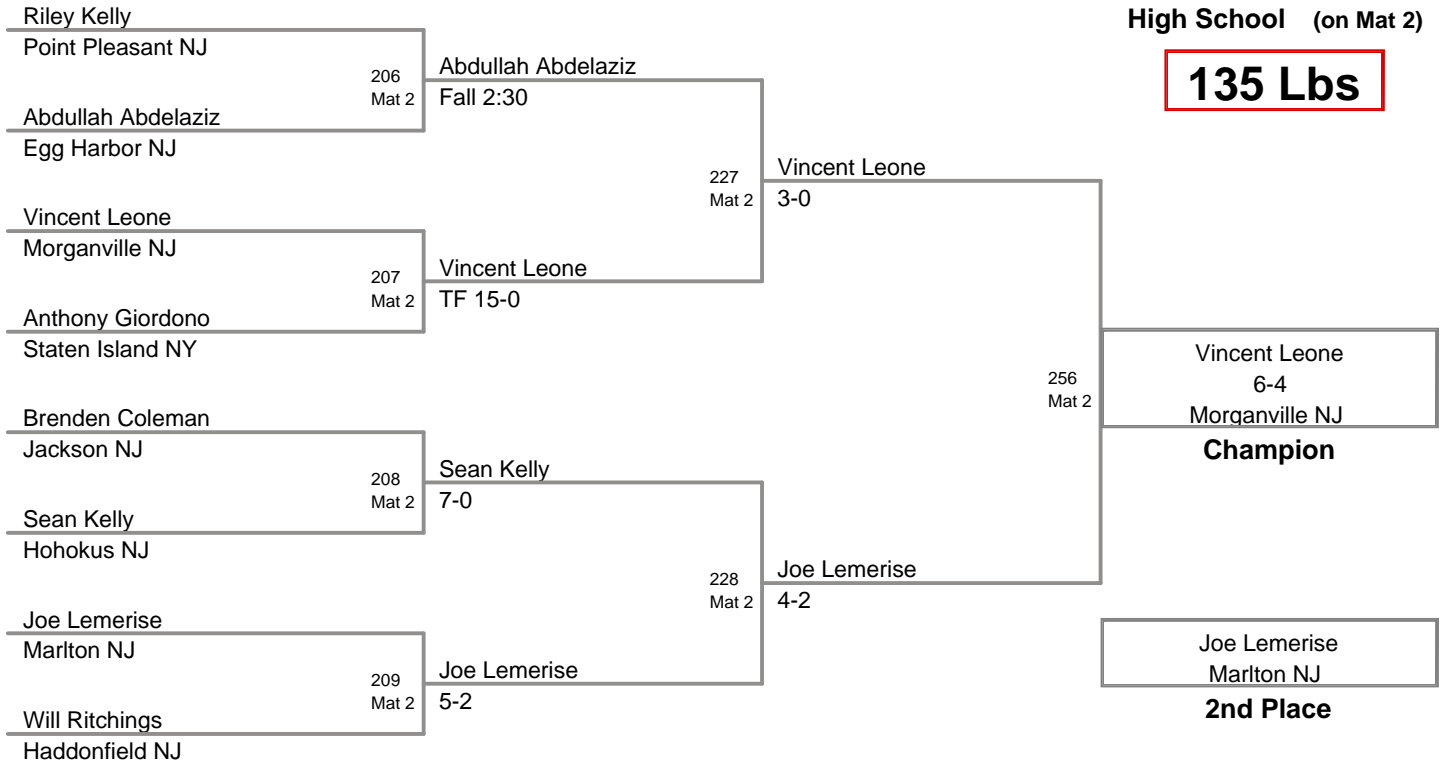 High School (on Mat 2)
135 Lbs
Riley Kelly
Point Pleasant NJ
206
Mat 2
Abdullah Abdelaziz
Fall 2:30
Abdullah Abdelaziz
Egg Harbor NJ
227
Mat 2
Vincent Leone
3-0
Vincent Leone
Morganville NJ
207
Mat 2
Vincent Leone
TF 15-0
Anthony Giordono
Staten Island NY
256
Mat 2
Vincent Leone
6-4
Morganville NJ
Champion
Brenden Coleman
Jackson NJ
208
Mat 2
Sean Kelly
7-0
Sean Kelly
Hohokus NJ
228
Mat 2
Joe Lemerise
4-2
Joe Lemerise
Marlton NJ
209
Mat 2
Joe Lemerise
5-2
Will Ritchings
Haddonfield NJ
Joe Lemerise
Marlton NJ
2nd Place